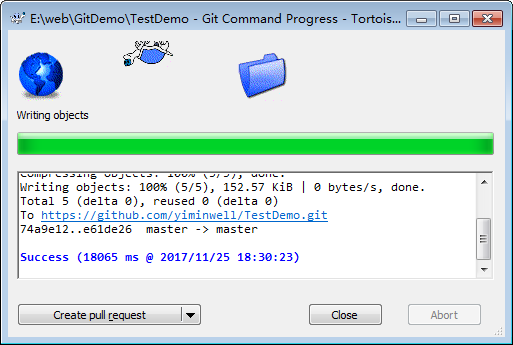 E:\web\GitDemo\TestDemo - Git Command Progress - Tortois...
Writing objects
Compressing objects: 100% (5/5), done.
Writing objects: 100% (5/5), 152.57 KiB | 0 bytes/s, done.
Total 5 (delta 0), reused 0 (delta 0)
To https://github.com/yiminwell/TestDemo.git
74a9e12..e61de26  master -> master
Success (18065 ms @ 2017/11/25 18:30:23)
Create pull request
Close
Abort